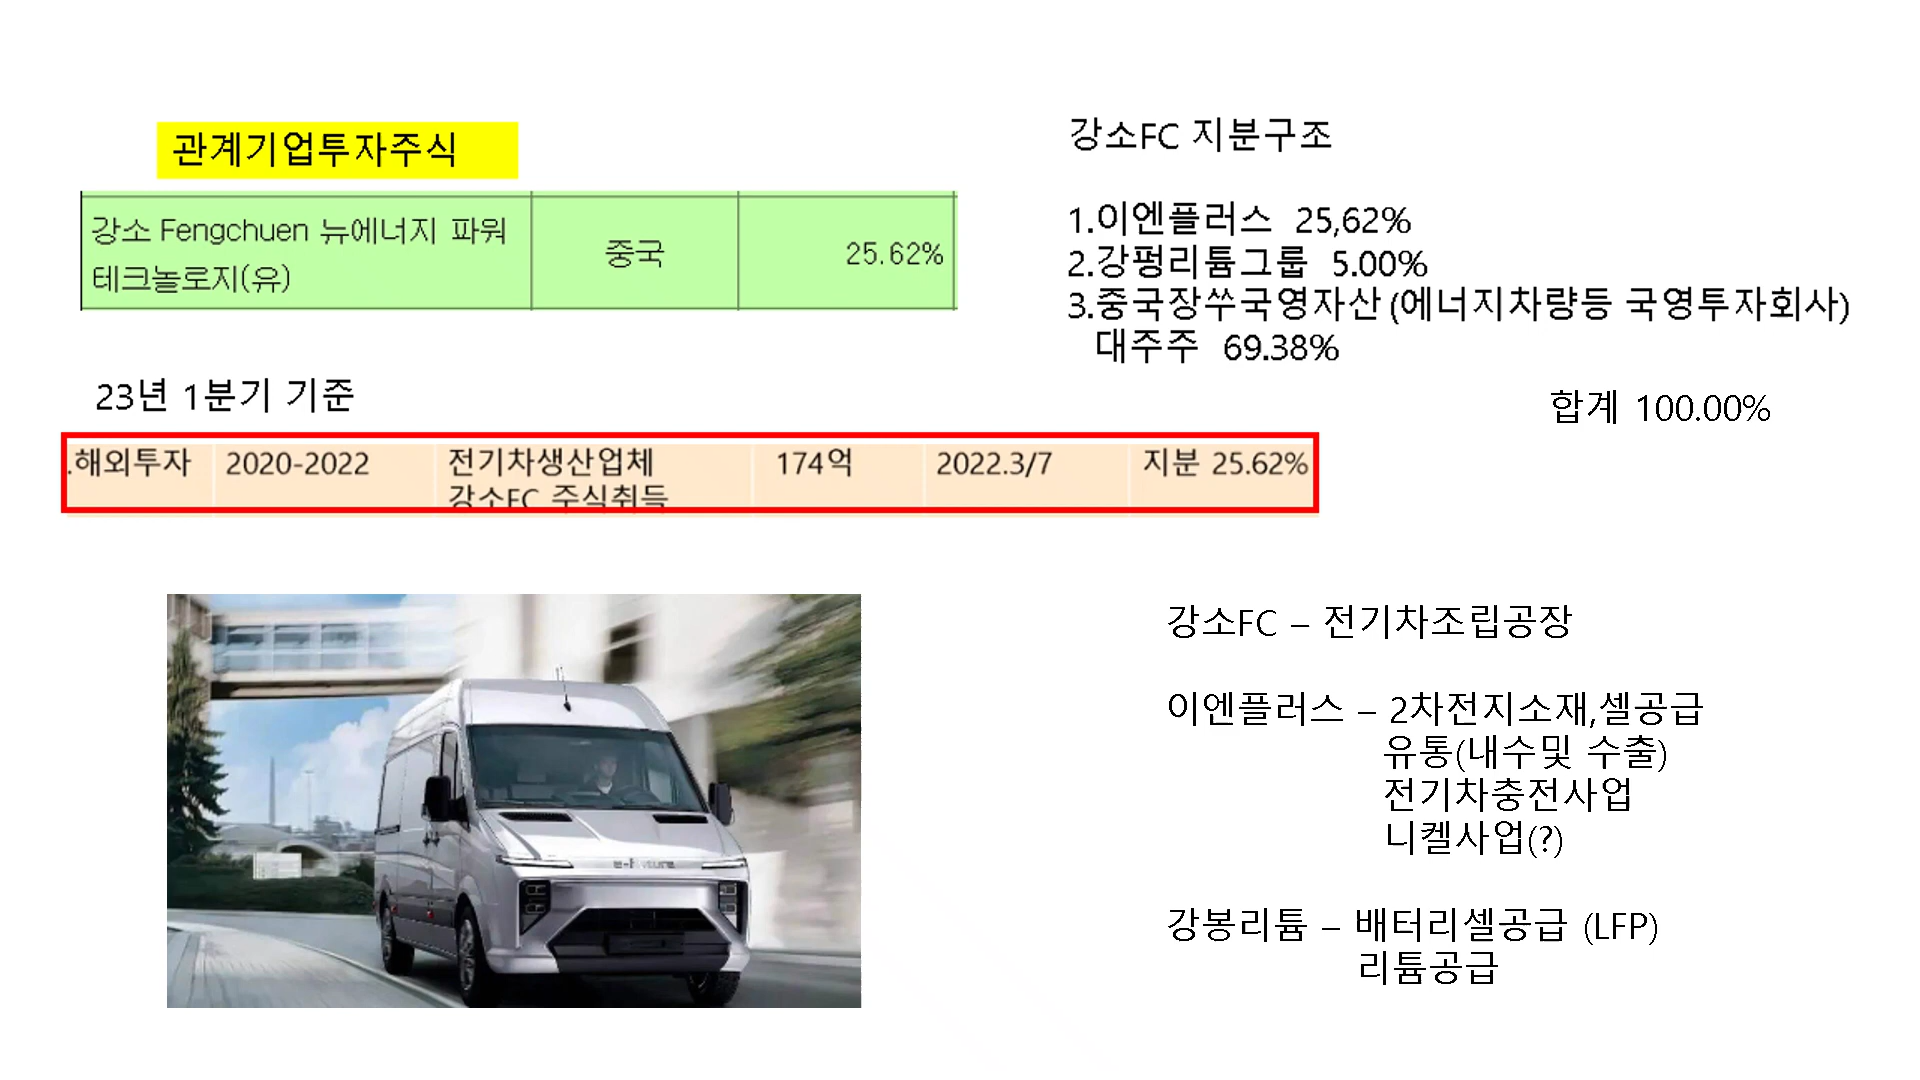 관계기업투자주식
강소 Fengchuen 뉴에너지 파워
테크놀로지(유)
중국
25.62%
23년 1분기 기준
.해외투자 2020-2022 전기차생산업체 174억 2022.3/7 지분 25.62%
강소FC 주식취득
강소FC 지분구조
1.이엔플러스 25,62%
2.강펑리튬그룹 5.00%
3.중국장쑤국영자산(에너지차량등 국영투자회사)
대주주 69.38%
합계 100.00%
강소FC – 전기차조립공장
이엔플러스 – 2차전지소재,셀공급
유통(내수및 수출)
전기차충전사업
니켈사업(?)
강봉리튬 – 배터리셀공급 (LFP)
리튬공급